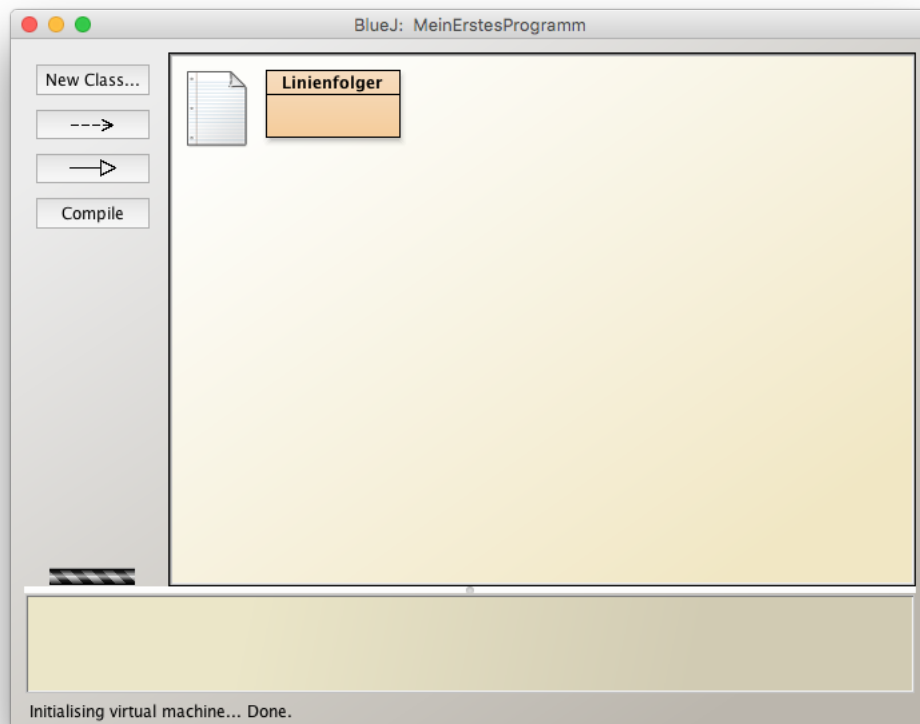 BlueJ: MeinErstesProgramm
New Class...
Linienfolger
Compile
Initialising virtual machine... Done.